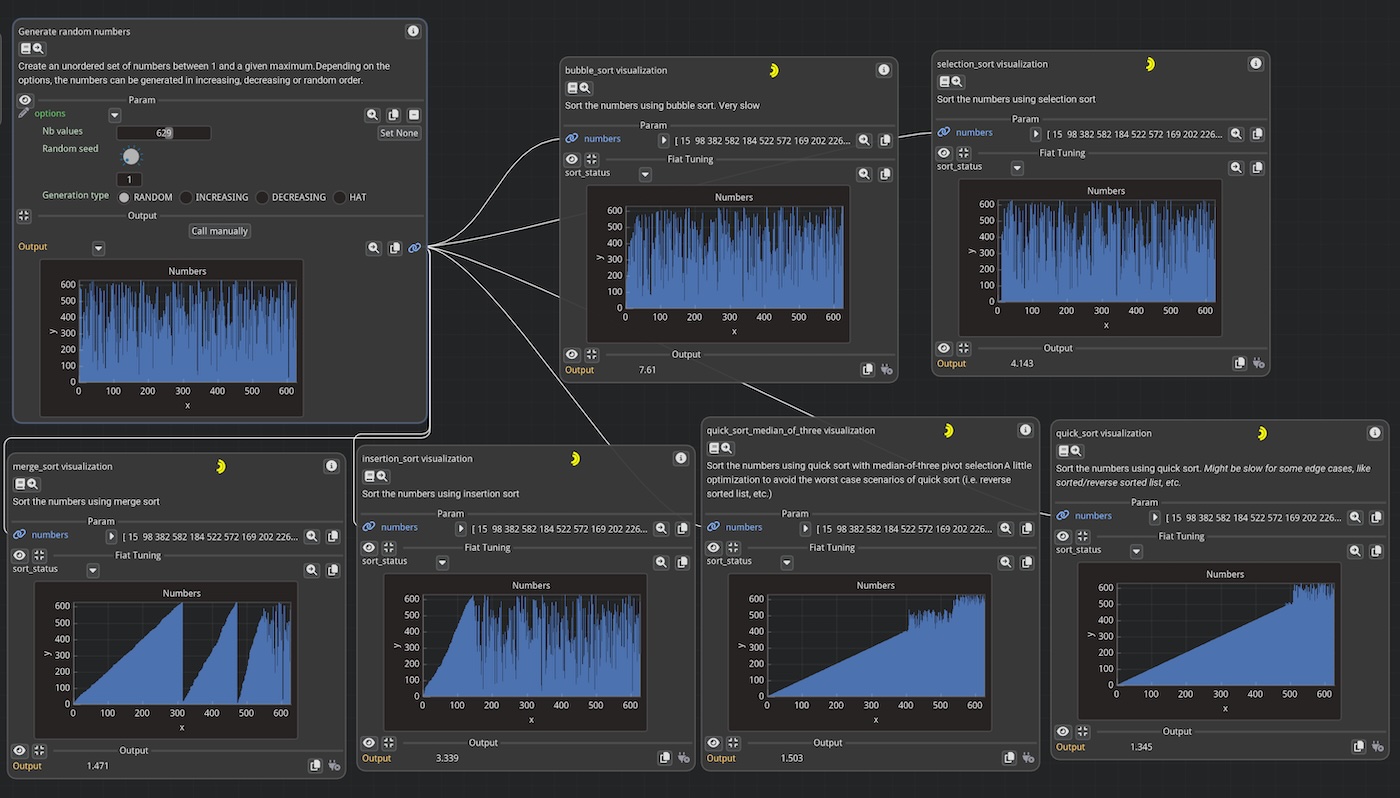 Generate random numbers
Create an unordered set of numbers between 1 and a given maximum.Depending on the
options, the numbers can be generated in increasing, decreasing or random order.
Param
options
Nb values 629 Set None
Random seed
1
Generation type RANDOM INCREASING DECREASING HAT
Output
Call manually
Output
Numbers
600
500
400
300
200
100
0
y
0 100 200 300 400 500 600
x
bubble_sort visualization
Sort the numbers using bubble sort. Very slow
Param
numbers [ 15 98 382 582 184 522 572 169 202 226...
Fiat Tuning
sort_status
Numbers
600
500
400
300
200
100
0
y
0 100 200 300 400 500 600
x
Output
Output 7.61
selection_sort visualization
Sort the numbers using selection sort
Param
numbers [ 15 98 382 582 184 522 572 169 202 226...
Fiat Tuning
sort_status
Numbers
600
500
400
300
200
100
0
y
0 100 200 300 400 500 600
x
Output
Output 4.143
merge_sort visualization
Sort the numbers using merge sort
Param
numbers [ 15 98 382 582 184 522 572 169 202 226...
Fiat Tuning
sort_status
Numbers
600
500
400
300
200
100
0
y
0 100 200 300 400 500 600
x
Output
Output 1.471
insertion_sort visualization
Sort the numbers using insertion sort
Param
numbers [ 15 98 382 582 184 522 572 169 202 226...
Fiat Tuning
sort_status
Numbers
600
500
400
300
200
100
0
y
0 100 200 300 400 500 600
x
Output
Output 3.339
quick_sort_median_of_three visualization
Sort the numbers using quick sort with median-of-three pivot selectionA little
optimization to avoid the worst case scenarios of quick sort (i.e. reverse
sorted list, etc.)
Param
numbers [ 15 98 382 582 184 522 572 169 202 226...
Fiat Tuning
sort_status
Numbers
600
500
400
300
200
100
0
y
0 100 200 300 400 500 600
x
Output
Output 1.503
quick_sort visualization
Sort the numbers using quick sort. Might be slow for some edge cases, like
sorted/reverse sorted list, etc.
Param
numbers [ 15 98 382 582 184 522 572 169 202 226...
Fiat Tuning
sort_status
Numbers
600
500
400
300
200
100
0
y
0 100 200 300 400 500 600
x
Output
Output 1.345